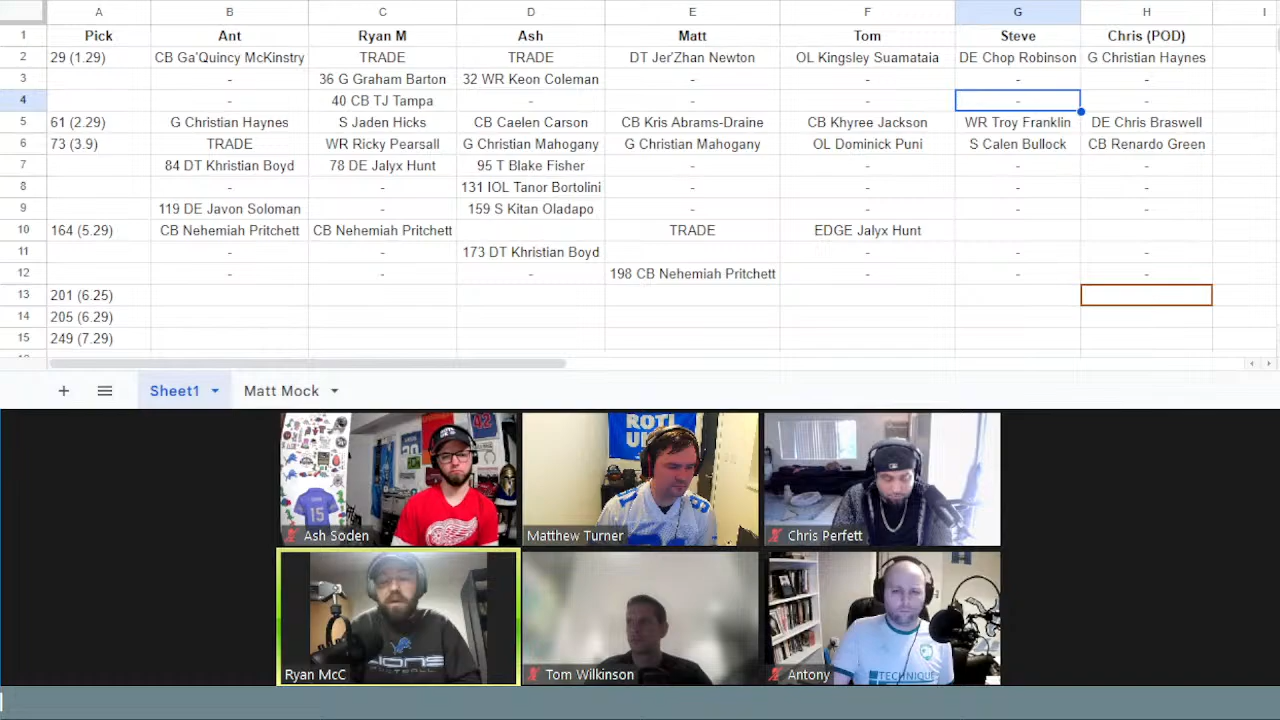 A B C D E F G H I
1 Pick Ant Ryan M Ash Matt Tom Steve Chris (POD)
2 29 (1.29) CB Ga'Quincy McKinstry TRADE TRADE DT Jer'Zhan Newton OL Kingsley Suamataia DE Chop Robinson G Christian Haynes
3 - 36 G Graham Barton 32 WR Keon Coleman - - - -
4 - 40 CB TJ Tampa - - - - -
5 61 (2.29) G Christian Haynes S Jaden Hicks CB Caelen Carson CB Kris Abrams-Draine CB Khyree Jackson WR Troy Franklin DE Chris Braswell
6 73 (3.9) TRADE WR Ricky Pearsall G Christian Mahogany G Christian Mahogany OL Dominick Puni S Calen Bullock CB Renardo Green
7 84 DT Khristian Boyd 78 DE Jalyx Hunt 95 T Blake Fisher - - - -
8 - - 131 IOL Tanor Bortolini - - - -
9 119 DE Javon Soloman - 159 S Kitan Oladapo - - - -
10 164 (5.29) CB Nehemiah Pritchett CB Nehemiah Pritchett TRADE EDGE Jalyx Hunt
11 - - 173 DT Khristian Boyd - - - -
12 - - - 198 CB Nehemiah Pritchett - - -
13 201 (6.25)
14 205 (6.29)
15 249 (7.29)
+ Sheet1 Matt Mock
42
ROTL
15
Ash Soden
Matthew Turner
Chris Perfett
LIONS
FOOTBALL
TECHNIQUE
Ryan McC
Tom Wilkinson
Antony